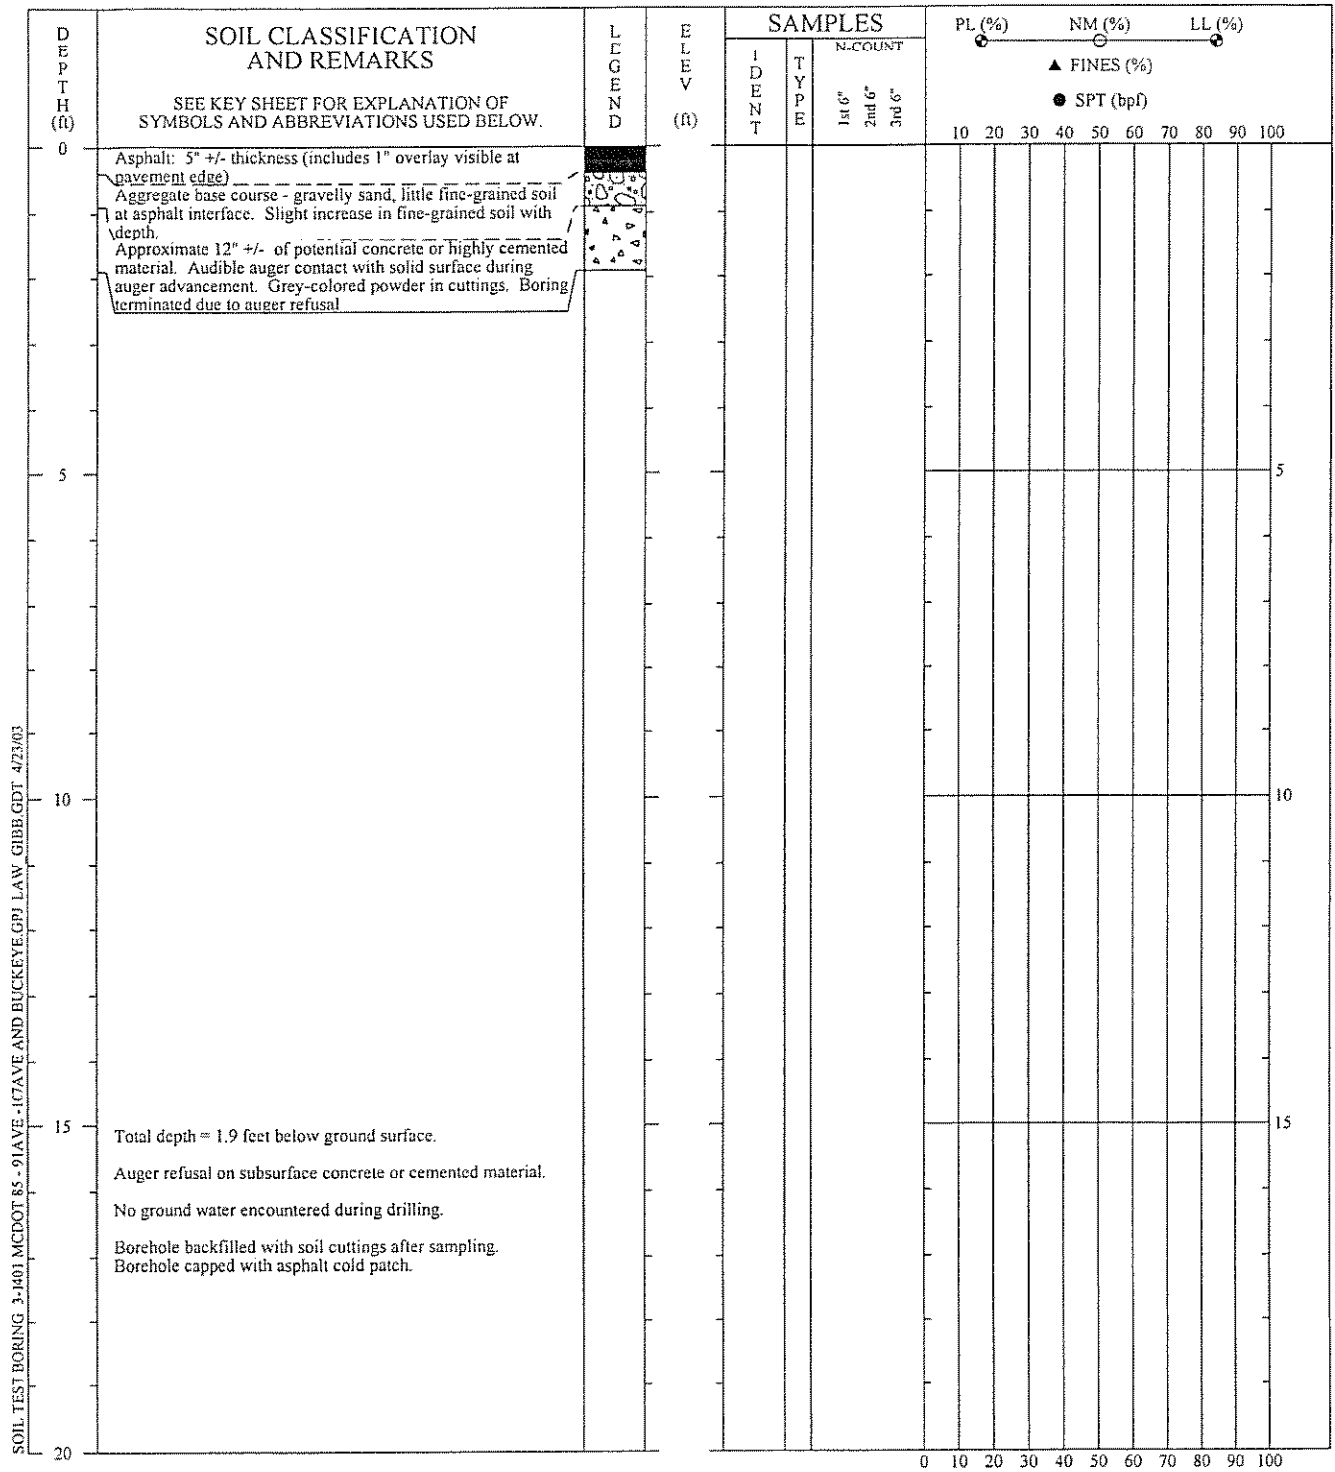 DEPTH
(ft)
SOIL CLASSIFICATION
AND REMARKS
SEE KEY SHEET FOR EXPLANATION OF
SYMBOLS AND ABBREVIATIONS USED BELOW.
LEGEND
ELEV
(ft)
SAMPLES
IDENT
TYPE
N-COUNT
1st 6"
2nd 6"
3rd 6"
PL (%) NM (%) LL (%)
▲ FINES (%)
● SPT (bpf)
10 20 30 40 50 60 70 80 90 100
0
Asphalt: 5" +/- thickness (includes 1" overlay visible at
pavement edge)
Aggregate base course - gravelly sand, little fine-grained soil
at asphalt interface. Slight increase in fine-grained soil with
depth.
Approximate 12" +/- of potential concrete or highly cemented
material. Audible auger contact with solid surface during
auger advancement. Grey-colored powder in cuttings. Boring
terminated due to auger refusal
5
5
10
10
15
15
Total depth = 1.9 feet below ground surface.
Auger refusal on subsurface concrete or cemented material.
No ground water encountered during drilling.
Borehole backfilled with soil cuttings after sampling.
Borehole capped with asphalt cold patch.
20
0 10 20 30 40 50 60 70 80 90 100
SOIL TEST BORING 3-1401 MCDOT 85 - 91AVE -107AVE AND BUCKEYE.GPJ LAW_GIBB.GDT 4/23/03